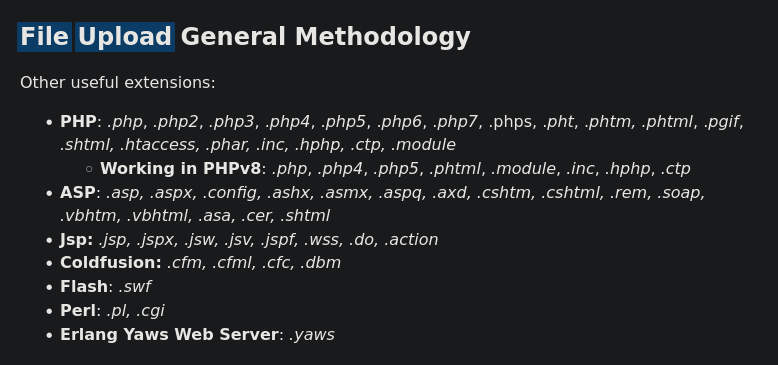 File Upload General Methodology
Other useful extensions:
• PHP: .php, .php2, .php3, .php4, .php5, .php6, .php7, .phps, .pht, .phtm, .phtml, .pgif,
.shtml, .htaccess, .phar, .inc, .hphp, .ctp, .module
◦ Working in PHPv8: .php, .php4, .php5, .phtml, .module, .inc, .hphp, .ctp
• ASP: .asp, .aspx, .config, .ashx, .asmx, .aspq, .axd, .cshtm, .cshtml, .rem, .soap,
.vbhtm, .vbhtml, .asa, .cer, .shtml
• Jsp: .jsp, .jspx, .jsw, .jsv, .jspf, .wss, .do, .action
• Coldfusion: .cfm, .cfml, .cfc, .dbm
• Flash: .swf
• Perl: .pl, .cgi
• Erlang Yaws Web Server: .yaws